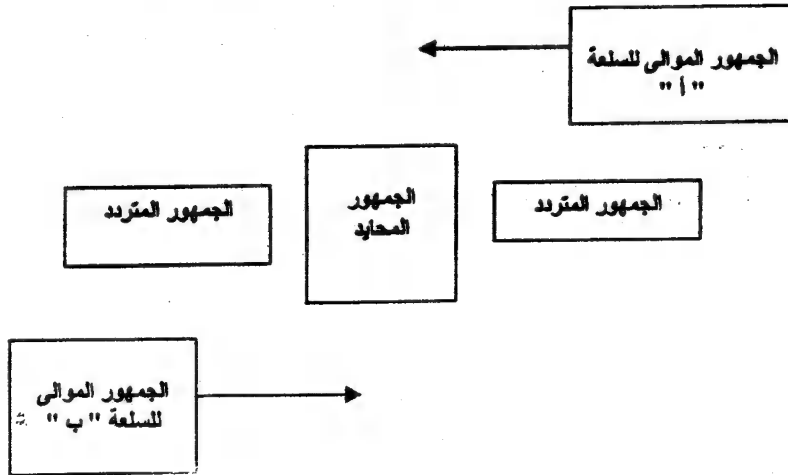 الجمهور الموالى للسلعة
" أ "
الجمهور المتردد
الجمهور
المحايد
الجمهور المتردد
الجمهور الموالى
للسلعة " ب "